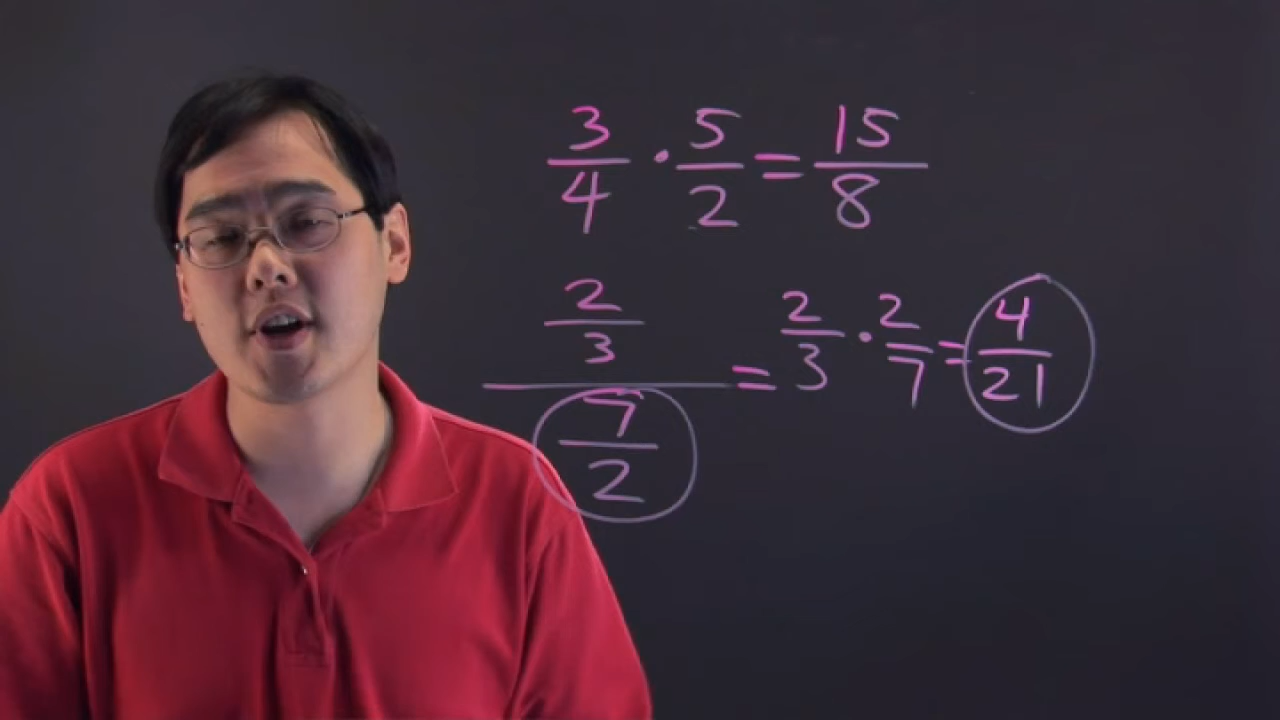 3/4 · 5/2 = 15/8
2/3 / 7/2 = 2/3 · 2/7 = 4/21